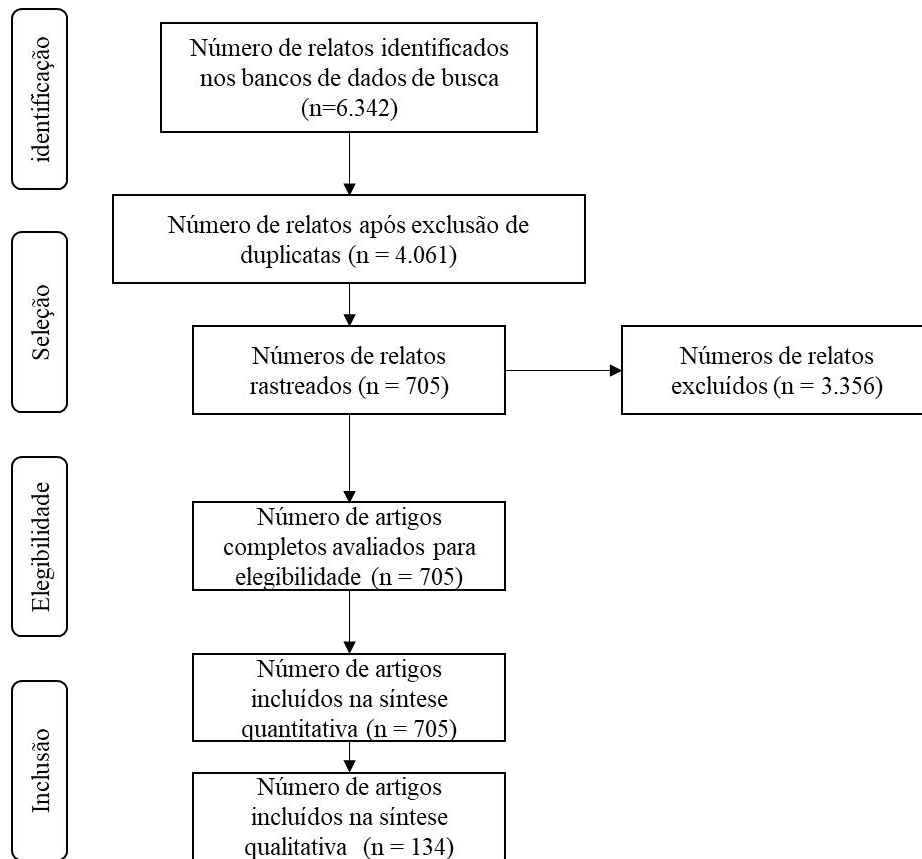 identificação
Número de relatos identificados
nos bancos de dados de busca
(n=6.342)
Número de relatos após exclusão de
duplicatas (n = 4.061)
Seleção
Números de relatos
rastreados (n = 705)
Números de relatos
excluídos (n = 3.356)
Elegibilidade
Número de artigos
completos avaliados para
elegibilidade (n = 705)
Número de artigos
incluídos na síntese
quantitativa (n = 705)
Inclusão
Número de artigos
incluídos na síntese
qualitativa (n = 134)